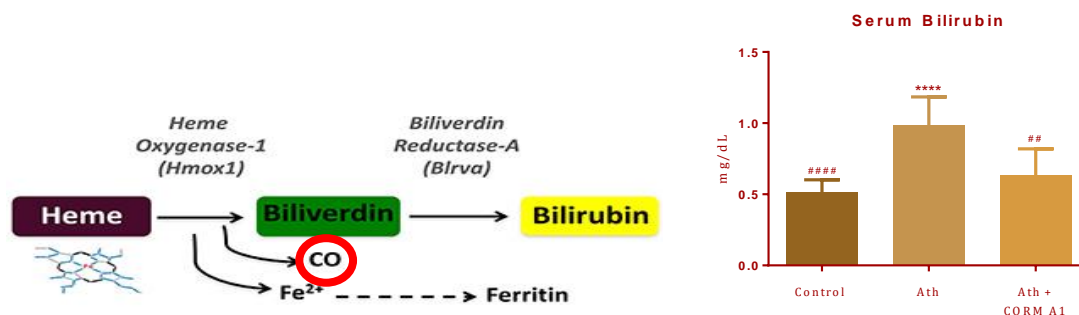 Heme
Oxygenase-1
(Hmox1)
Biliverdin
Reductase-A
(Blrva)
Heme
Biliverdin
Bilirubin
CO
Fe²⁺
Ferritin
Serum Bilirubin
mg/dL
1.5
1.0
0.5
0.0
####
****
##
Control
Ath
Ath +
CORM A1